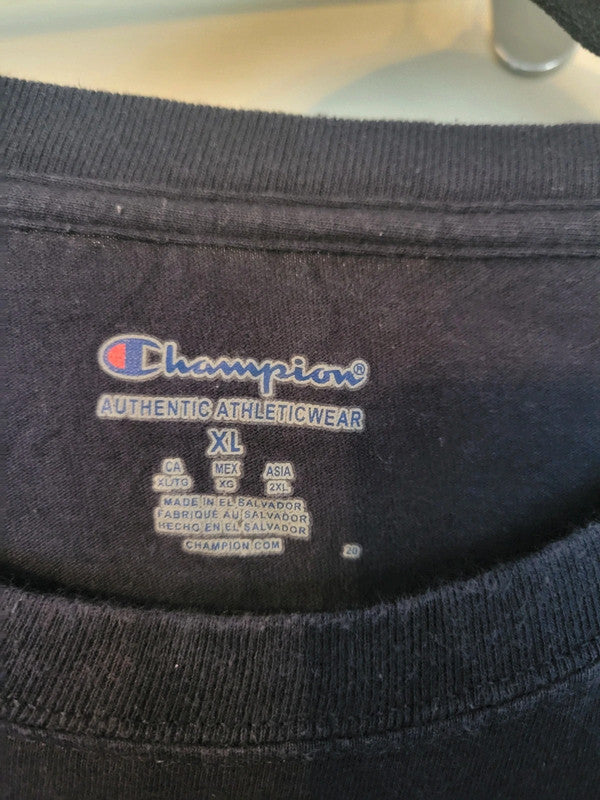 Champion®
AUTHENTIC ATHLETICWEAR
XL
CA MEX ASIA
XL/TG XG 2XL
MADE IN EL SALVADOR
FABRIQUÉ AU SALVADOR
HECHO EN EL SALVADOR
CHAMPION.COM 20